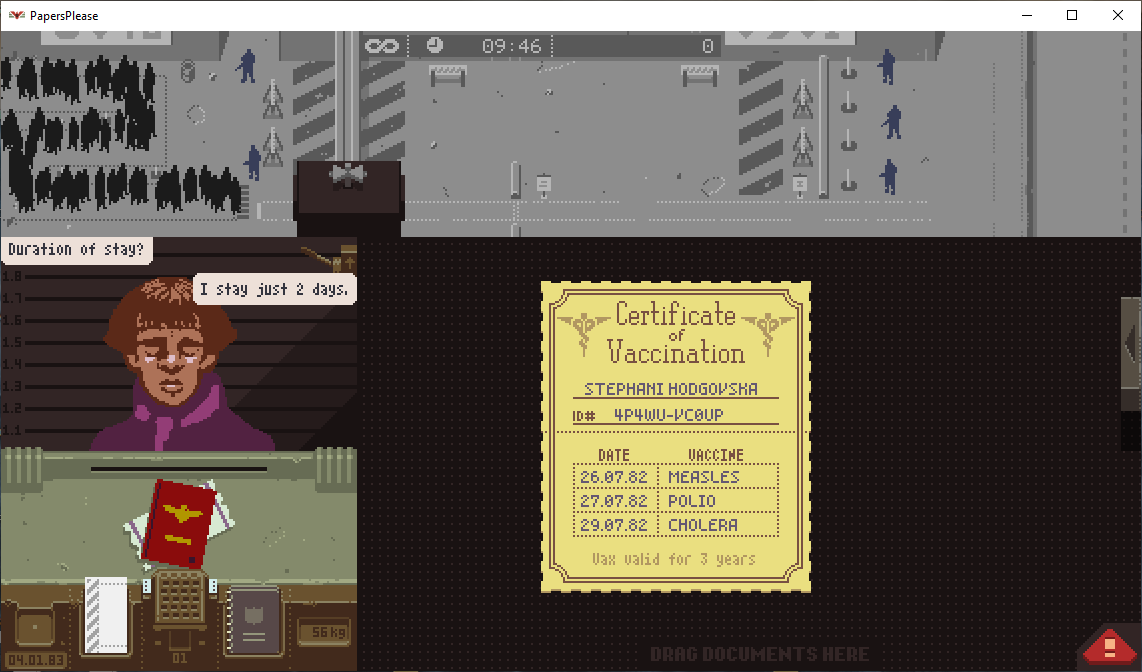 PapersPlease
09:46
0
Duration of stay?
I stay just 2 days.
1.8
1.7
1.6
1.5
1.4
1.3
1.2
1.1
Certificate
of
Vaccination
STEPHANI HODGOVSKA
ID# 4P4WU-VC0UP
DATE VACCINE
26.07.82 MEASLES
27.07.82 POLIO
29.07.82 CHOLERA
Vax valid for 3 years
56kg
04.01.83
01
DRAG DOCUMENTS HERE